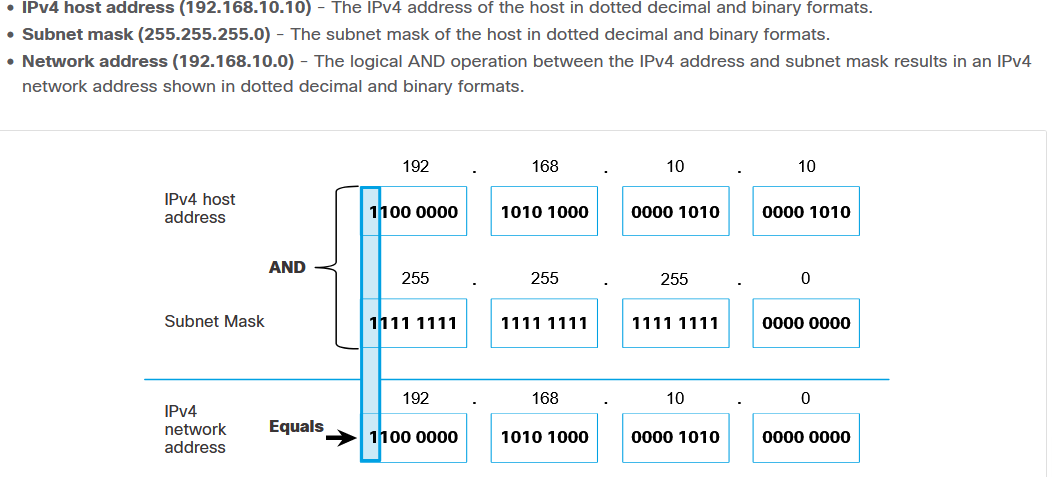 • IPv4 host address (192.168.10.10) - The IPv4 address of the host in dotted decimal and binary formats.
• Subnet mask (255.255.255.0) - The subnet mask of the host in dotted decimal and binary formats.
• Network address (192.168.10.0) - The logical AND operation between the IPv4 address and subnet mask results in an IPv4
network address shown in dotted decimal and binary formats.
192 . 168 . 10 . 10
IPv4 host
address
1100 0000 1010 1000 0000 1010 0000 1010
AND
255 . 255 . 255 . 0
Subnet Mask
1111 1111 1111 1111 1111 1111 0000 0000
192 . 168 . 10 . 0
IPv4
network
address
Equals
1100 0000 1010 1000 0000 1010 0000 0000